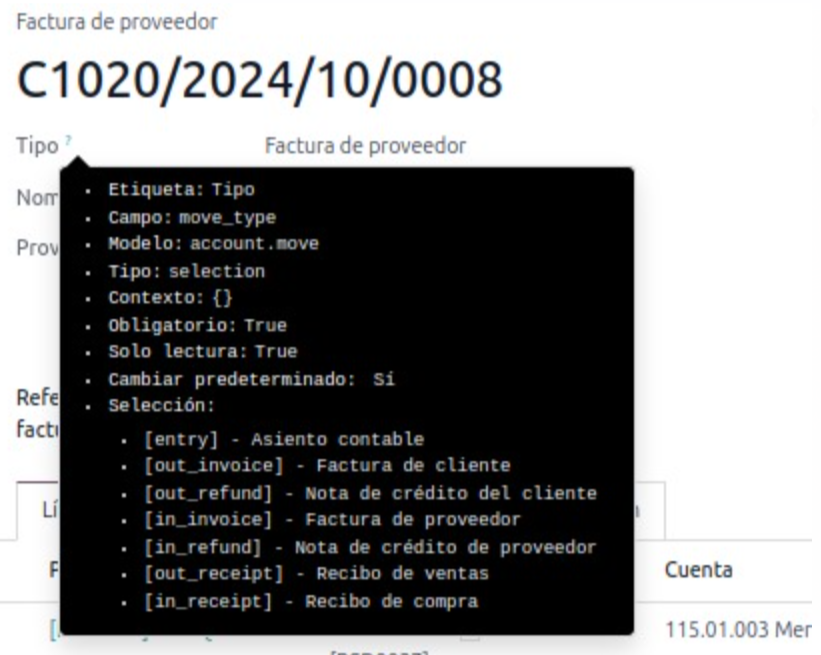 Factura de proveedor
C1020/2024/10/0008
Tipo ? Factura de proveedor
Nom
Prov
• Etiqueta: Tipo
• Campo: move_type
• Modelo: account.move
• Tipo: selection
• Contexto: {}
• Obligatorio: True
• Solo lectura: True
• Cambiar predeterminado: Sí
• Selección:
• [entry] - Asiento contable
• [out_invoice] - Factura de cliente
• [out_refund] - Nota de crédito del cliente
• [in_invoice] - Factura de proveedor
• [in_refund] - Nota de crédito de proveedor
• [out_receipt] - Recibo de ventas
• [in_receipt] - Recibo de compra
Refe
factu
Lí
Cuenta
115.01.003 Mer